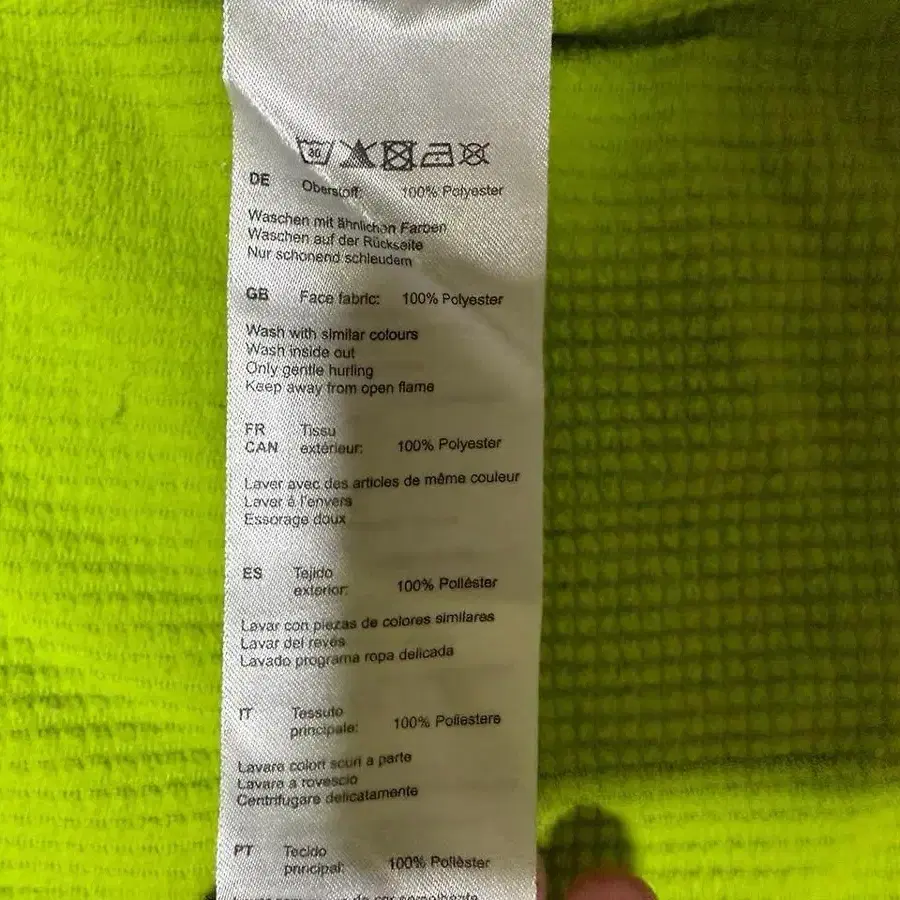 30
DE Oberstoff: 100% Polyester
Waschen mit ähnlichen Farben
Waschen auf der Rückseite
Nur schonend schleudern
GB Face fabric: 100% Polyester
Wash with similar colours
Wash inside out
Only gentle hurling
Keep away from open flame
FR Tissu
CAN extérieur: 100% Polyester
Laver avec des articles de même couleur
Laver à l'envers
Essorage doux
ES Tejido
exterior: 100% Poliéster
Lavar con piezas de colores similares
Lavar del revés
Lavado programa ropa delicada
IT Tessuto
principale: 100% Poliestere
Lavare colori scuri a parte
Lavare a rovescio
Centrifugare delicatamente
PT Tecido
principal: 100% Poliéster